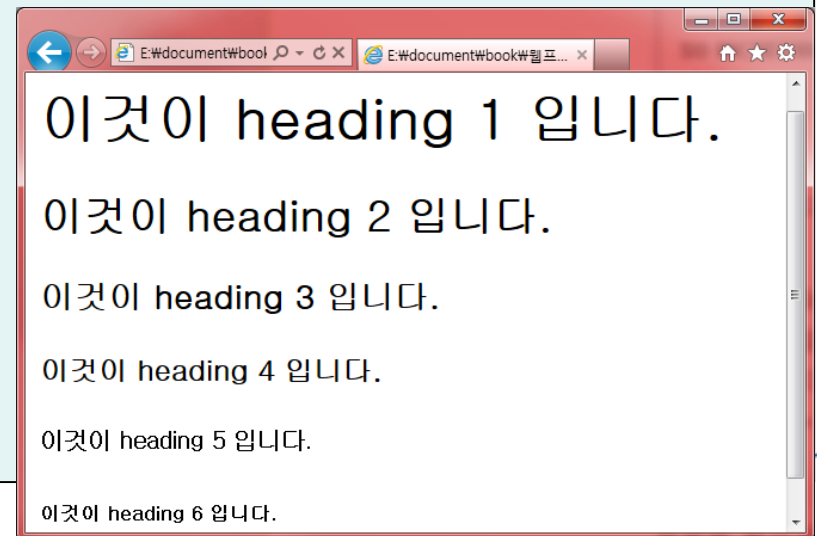 E:₩document₩bool
E:₩document₩book₩웹프...
이것이 heading 1 입니다.
이것이 heading 2 입니다.
이것이 heading 3 입니다.
이것이 heading 4 입니다.
이것이 heading 5 입니다.
이것이 heading 6 입니다.